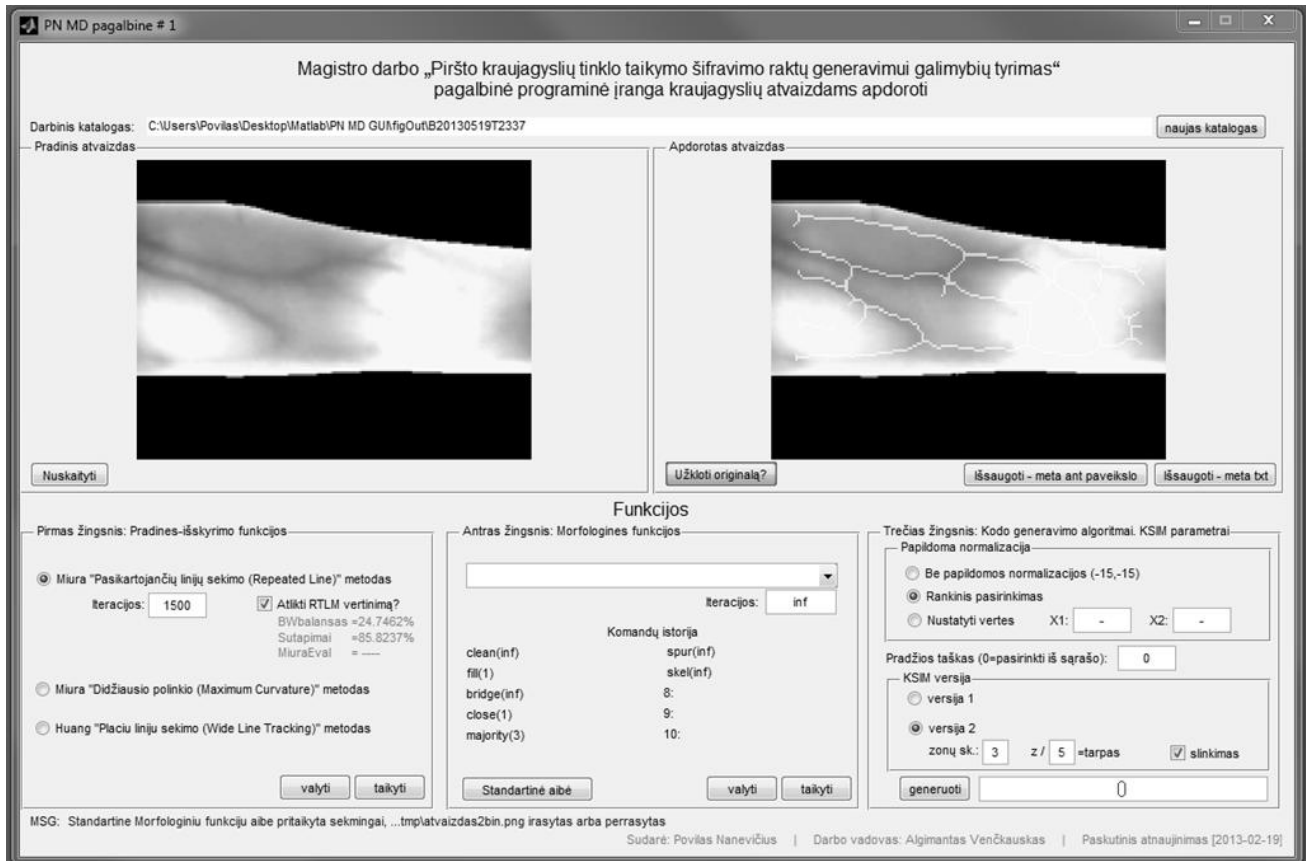 PN MD pagalbine # 1
Magistro darbo „Piršto kraujagyslių tinklo taikymo šifravimo raktų generavimui galimybių tyrimas“
pagalbinė programinė įranga kraujagyslių atvaizdams apdoroti
Darbinis katalogas: C:\Users\Povilas\Desktop\Matlab\PN MD GUI\figOut\B20130519T2337 naujas katalogas
Pradinis atvaizdas
Apdorotas atvaizdas
Nuskaityti
Užkloti originalą? Išsaugoti - meta ant paveikslo Išsaugoti - meta txt
Funkcijos
Pirmas žingsnis: Pradines-išskyrimo funkcijos
Miura "Pasikartojančių linijų sekimo (Repeated Line)" metodas
Iteracijos: 1500 Atlikti RTLM vertinimą?
BWbalansas =24.7462%
Sutapimai =85.8237%
MiuraEval = -----
Miura "Didžiausio polinkio (Maximum Curvature)" metodas
Huang "Placiu liniju sekimo (Wide Line Tracking)" metodas
valyti taikyti
Antras žingsnis: Morfologines funkcijos
Iteracijos: inf
Komandų istorija
clean(inf) spur(inf)
fill(1) skel(inf)
bridge(inf) 8:
close(1) 9:
majority(3) 10:
Standartinė aibė valyti taikyti
Trečias žingsnis: Kodo generavimo algoritmai. KSIM parametrai
Papildoma normalizacija
Be papildomos normalizacijos (-15,-15)
Rankinis pasirinkimas
Nustatyti vertes X1: - X2: -
Pradžios taškas (0=pasirinkti iš sąrašo): 0
KSIM versija
versija 1
versija 2
zonų sk.: 3 z / 5 =tarpas slinkimas
generuoti 0
MSG: Standartine Morfologiniu funkciju aibe pritaikyta sekmingai, ...tmp\atvaizdas2bin.png irasytas arba perrasytas
Sudarė: Povilas Nanevičius | Darbo vadovas: Algimantas Venčkauskas | Paskutinis atnaujinimas [2013-02-19]